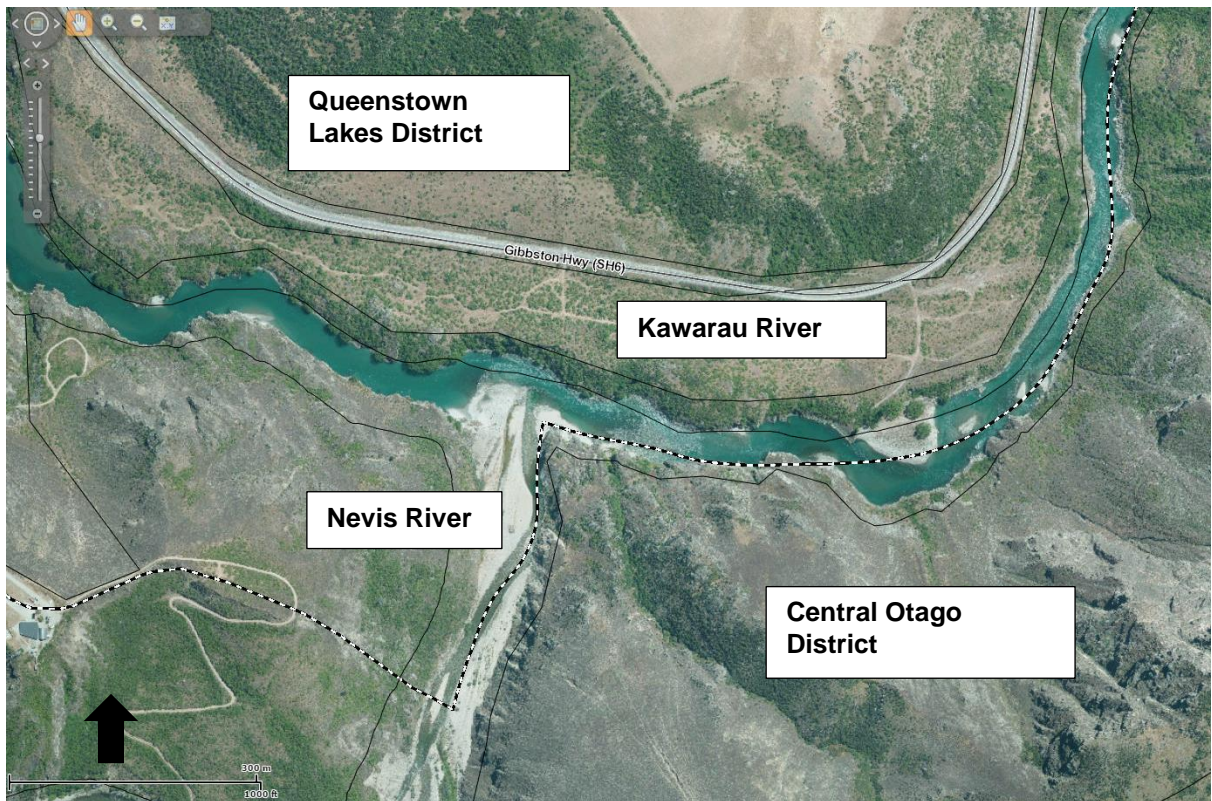 Queenstown
Lakes District
Gibbston Hwy (SH6)
Kawarau River
Nevis River
Central Otago
District
300 m
1000 ft